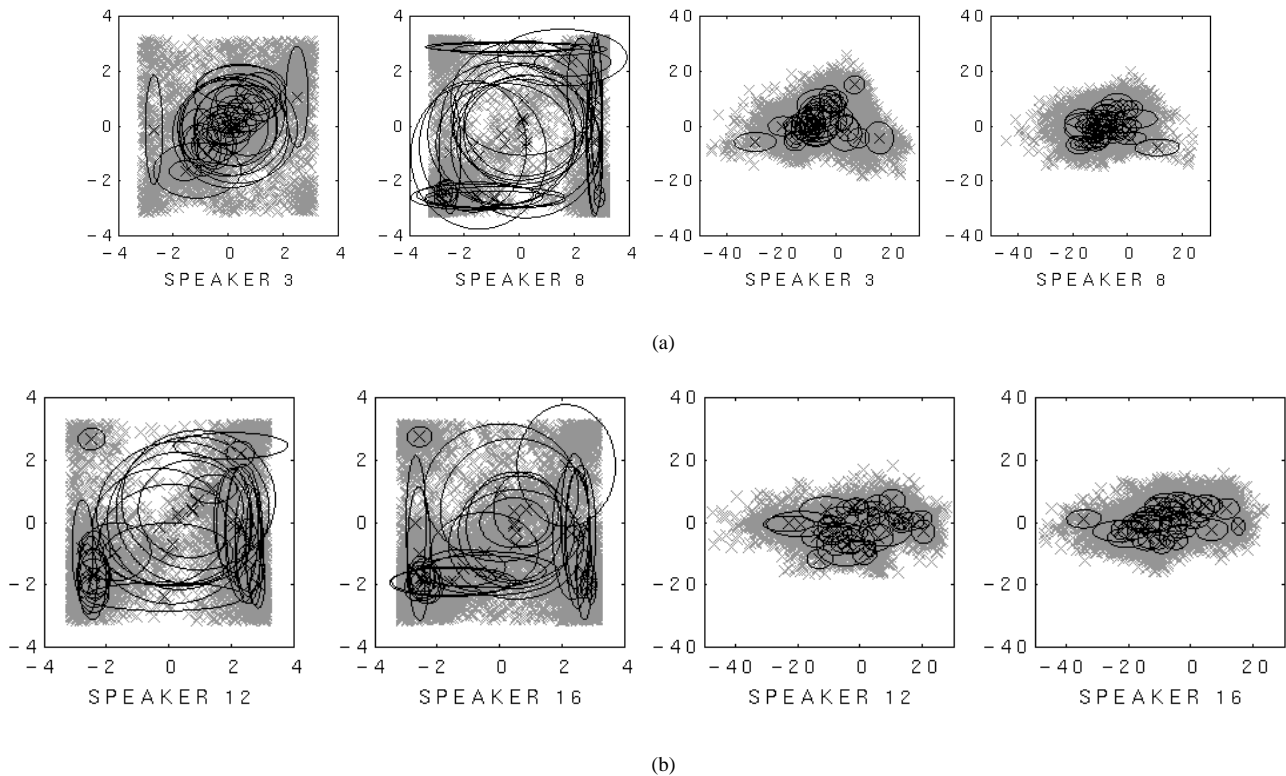 4 4 40 40
2 2 20 20
0 0 0 0
-2 -2 -20 -20
-4 -4 -40 -40
-4 -2 0 2 4 -4 -2 0 2 4 -40 -20 0 20 -40 -20 0 20
SPEAKER 3 SPEAKER 8 SPEAKER 3 SPEAKER 8
(a)
4 4 40 40
2 2 20 20
0 0 0 0
-2 -2 -20 -20
-4 -4 -40 -40
-4 -2 0 2 4 -4 -2 0 2 4 -40 -20 0 20 -40 -20 0 20
SPEAKER 12 SPEAKER 16 SPEAKER 12 SPEAKER 16
(b)